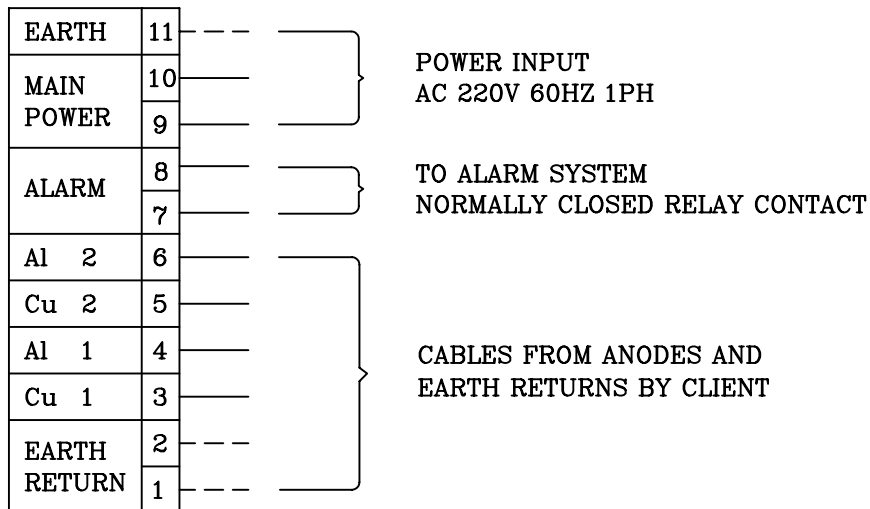 EARTH 11
MAIN POWER 10
9
ALARM 8
7
Al 2 6
Cu 2 5
Al 1 4
Cu 1 3
EARTH RETURN 2
1
POWER INPUT
AC 220V 60HZ 1PH
TO ALARM SYSTEM
NORMALLY CLOSED RELAY CONTACT
CABLES FROM ANODES AND
EARTH RETURNS BY CLIENT